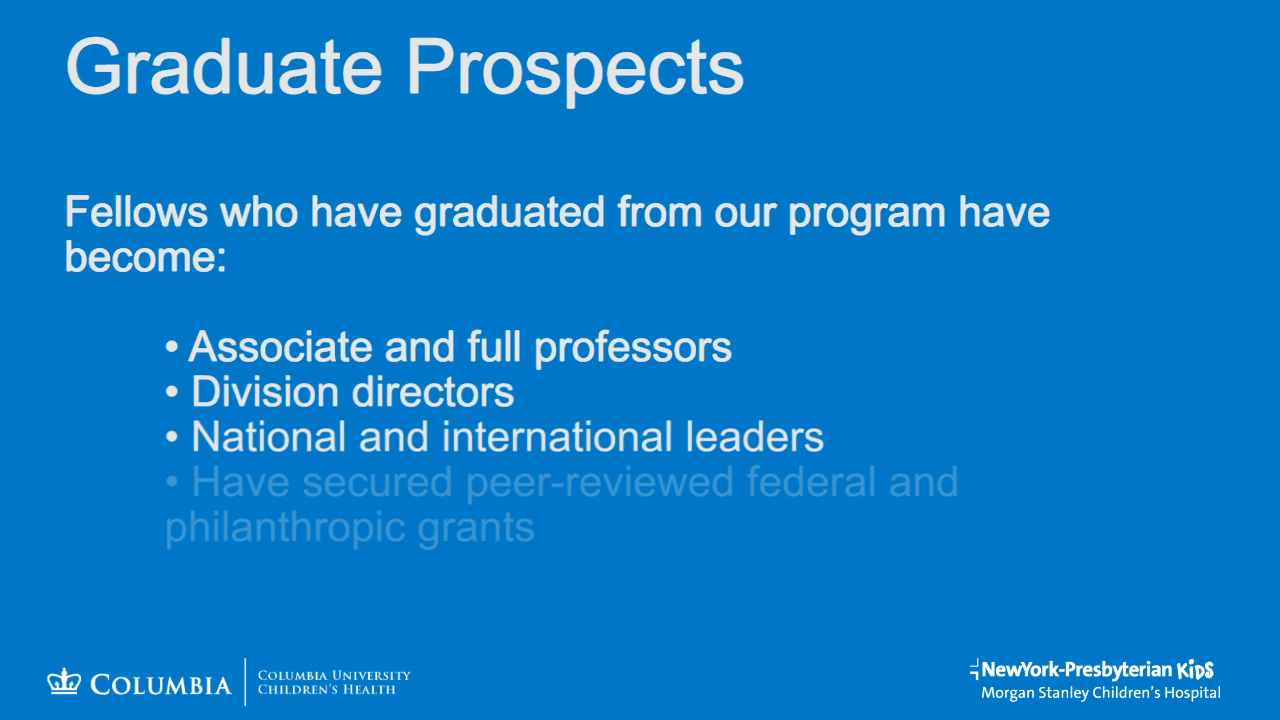 Graduate Prospects
Fellows who have graduated from our program have
become:
• Associate and full professors
• Division directors
• National and international leaders
• Have secured peer-reviewed federal and
philanthropic grants
COLUMBIA
COLUMBIA UNIVERSITY
CHILDREN'S HEALTH
NewYork-Presbyterian KiDS
Morgan Stanley Children's Hospital